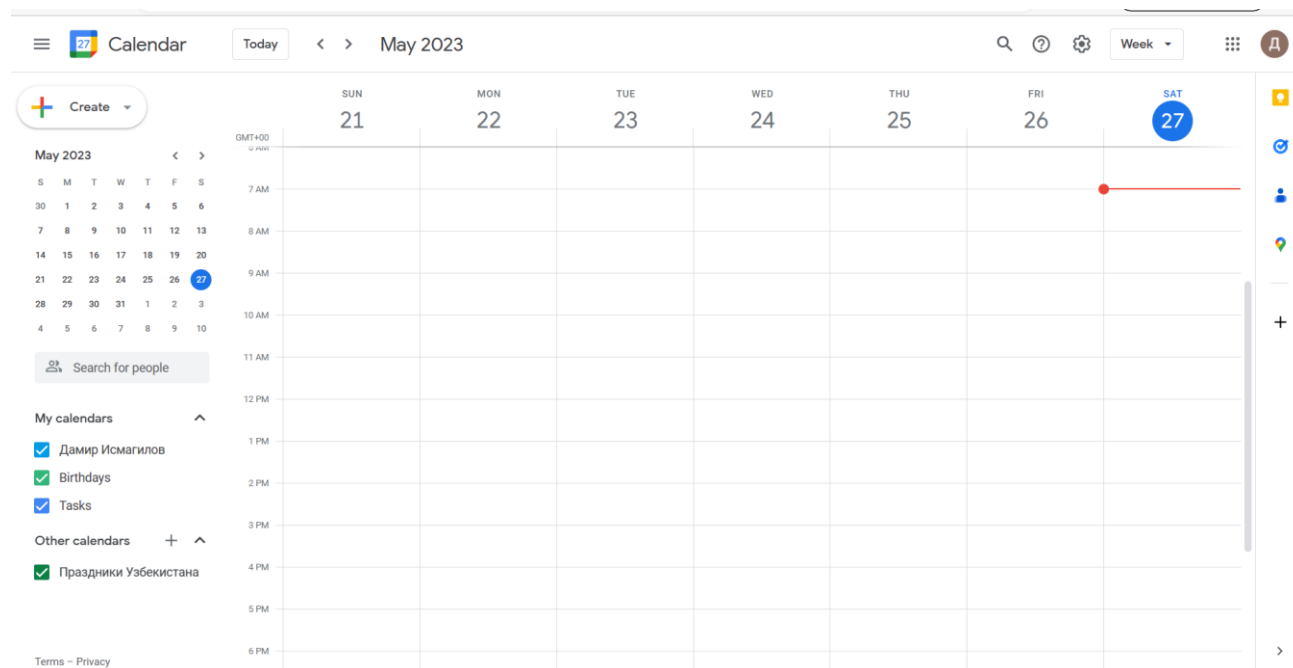 27 Calendar Today May 2023 Week Д
Create
SUN MON TUE WED THU FRI SAT
21 22 23 24 25 26 27
GMT+00
May 2023
S M T W T F S
30 1 2 3 4 5 6
7 8 9 10 11 12 13
14 15 16 17 18 19 20
21 22 23 24 25 26 27
28 29 30 31 1 2 3
4 5 6 7 8 9 10
Search for people
My calendars
Дамир Исмагилов
Birthdays
Tasks
Other calendars
Праздники Узбекистана
Terms – Privacy
7 AM
8 AM
9 AM
10 AM
11 AM
12 PM
1 PM
2 PM
3 PM
4 PM
5 PM
6 PM